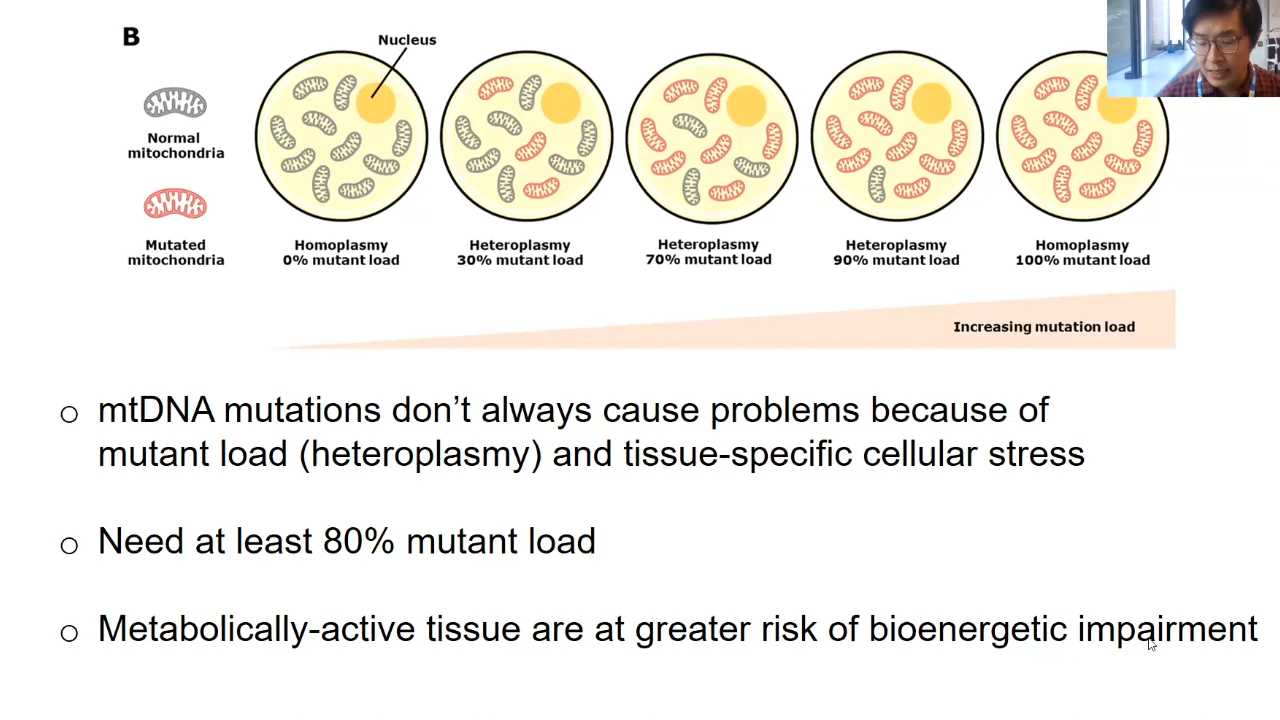 B
Nucleus
Normal
mitochondria
Mutated
mitochondria
Homoplasmy
0% mutant load
Heteroplasmy
30% mutant load
Heteroplasmy
70% mutant load
Heteroplasmy
90% mutant load
Homoplasmy
100% mutant load
Increasing mutation load
mtDNA mutations don’t always cause problems because of
mutant load (heteroplasmy) and tissue-specific cellular stress
Need at least 80% mutant load
Metabolically-active tissue are at greater risk of bioenergetic impairment